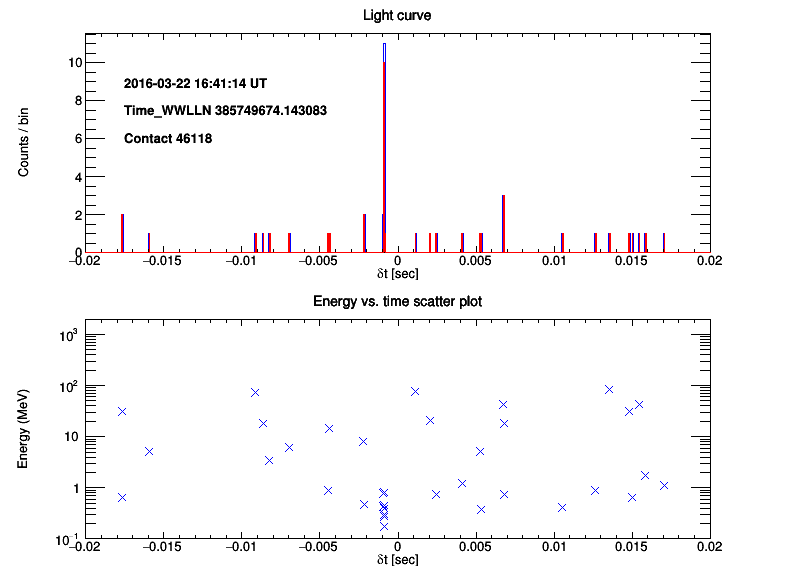 Light curve
Counts / bin
10
8
6
4
2
0
2016-03-22 16:41:14 UT
Time_WWLLN 385749674.143083
Contact 46118
−0.02 −0.015 −0.01 −0.005 0 0.005 0.01 0.015 0.02
δt [sec]
Energy vs. time scatter plot
Energy (MeV)
10³
10²
10
1
10⁻¹
−0.02 −0.015 −0.01 −0.005 0 0.005 0.01 0.015 0.02
δt [sec]